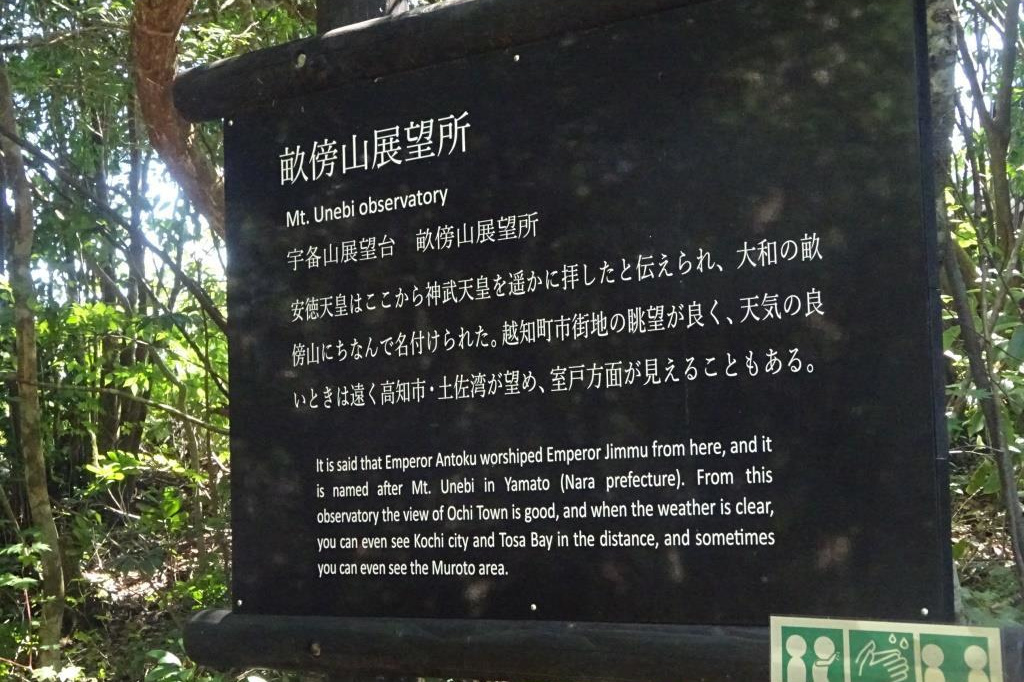 畝傍山展望所
Mt. Unebi observatory
宇备山展望台　畝傍山展望所
安徳天皇はここから神武天皇を遥かに拝したと伝えられ、大和の畝
傍山にちなんで名付けられた。越知町市街地の眺望が良く、天気の良
いときは遠く高知市・土佐湾が望め、室戸方面が見えることもある。
It is said that Emperor Antoku worshiped Emperor Jimmu from here, and it
is named after Mt. Unebi in Yamato (Nara prefecture). From this
observatory the view of Ochi Town is good, and when the weather is clear,
you can even see Kochi city and Tosa Bay in the distance, and sometimes
you can even see the Muroto area.